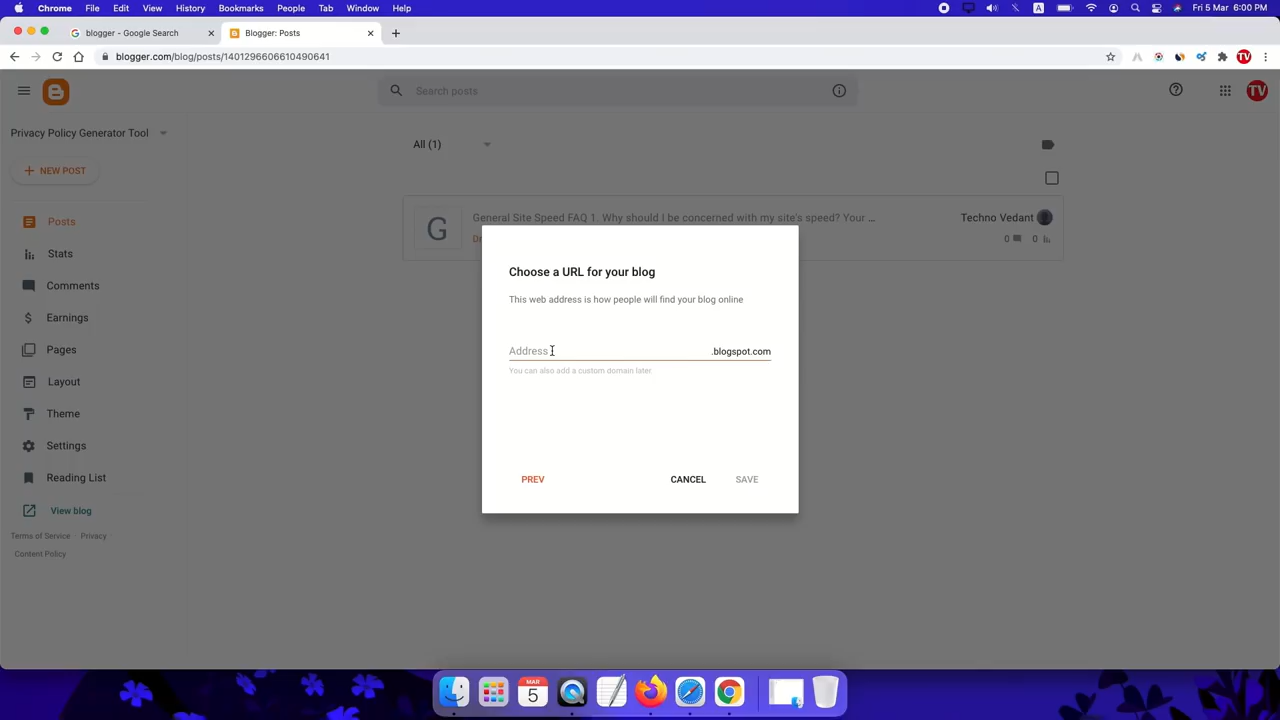 Chrome File Edit View History Bookmarks People Tab Window Help A Fri 5 Mar 6:00 PM
G blogger - Google Search Blogger: Posts
blogger.com/blog/posts/1401296606610490641 TV
Search posts TV
Privacy Policy Generator Tool
All (1)
NEW POST
Posts
G General Site Speed FAQ 1. Why should I be concerned with my site's speed? Your ... Techno Vedant
0 0
Stats
Comments
Earnings
Pages
Layout
Theme
Settings
Reading List
View blog
Terms of Service Privacy
Content Policy
Choose a URL for your blog
This web address is how people will find your blog online
Address .blogspot.com
You can also add a custom domain later
PREV CANCEL SAVE
MAR
5